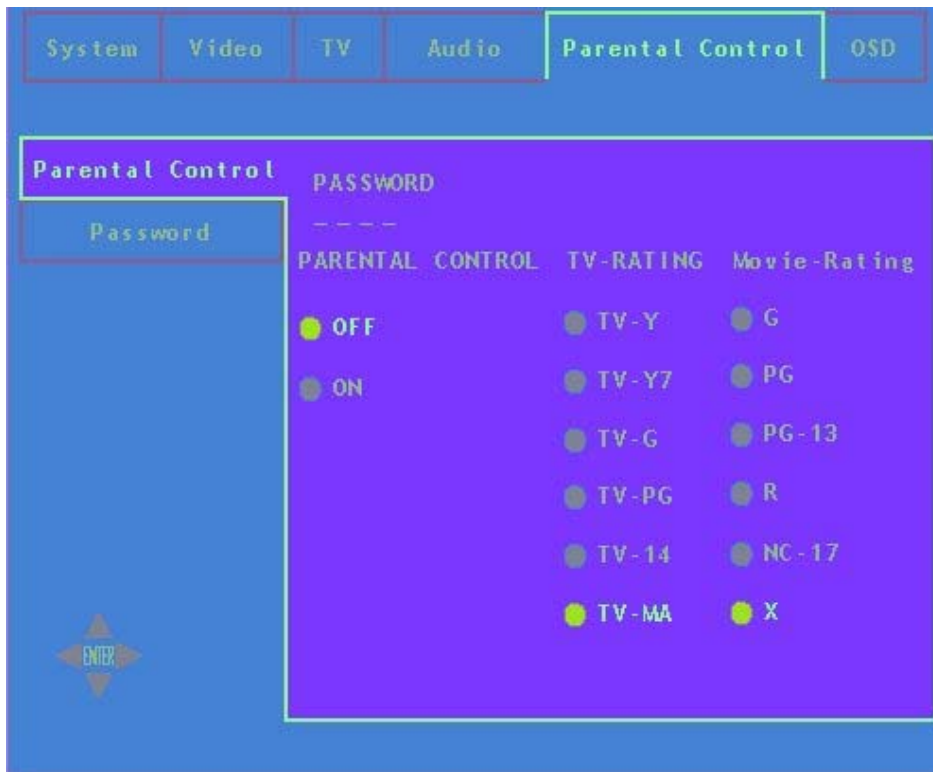 System Video TV Audio Parental Control OSD
Parental Control
Password
PASSWORD
----
PARENTAL CONTROL TV-RATING Movie-Rating
OFF TV-Y G
ON TV-Y7 PG
TV-G PG-13
TV-PG R
TV-14 NC-17
TV-MA X
ENTER